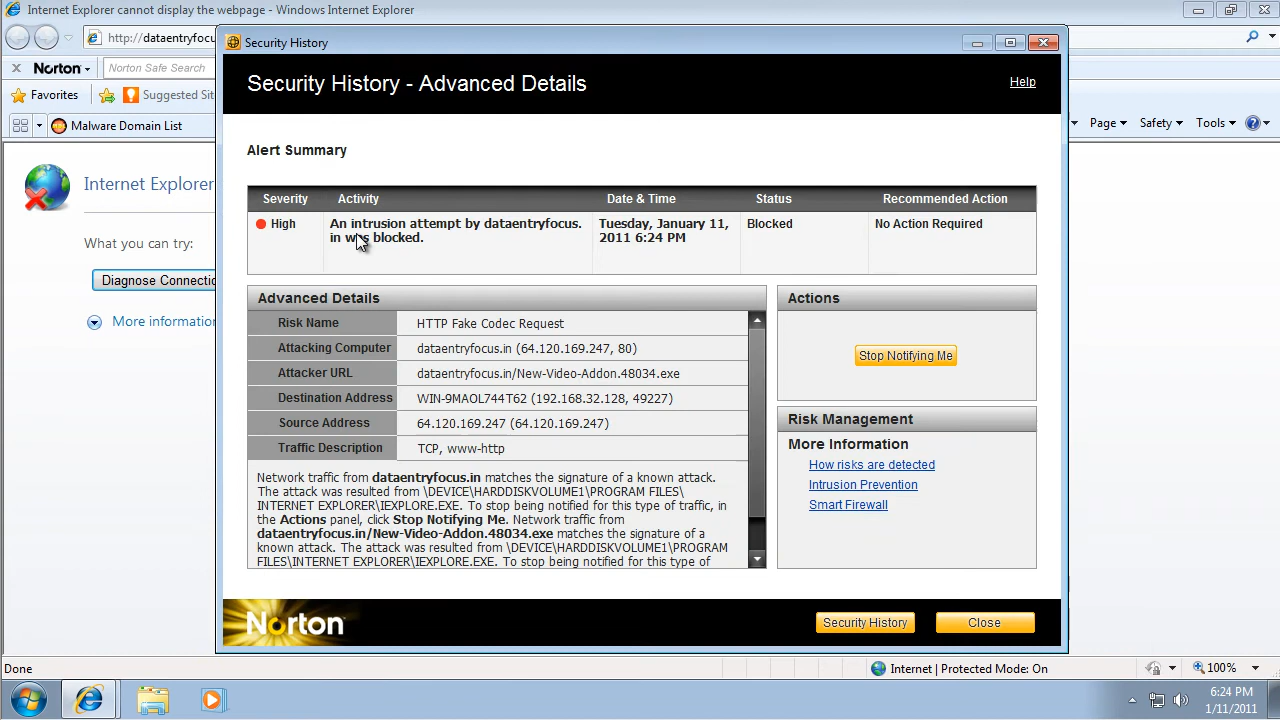 Internet Explorer cannot display the webpage - Windows Internet Explorer
Security History
http://dataentryfocu
Norton
Norton Safe Search
Favorites
Suggested Sit
Malware Domain List
Page
Safety
Tools
Security History - Advanced Details
Help
Internet Explorer
What you can try:
Diagnose Connectio
More informatio
Alert Summary
Severity Activity Date & Time Status Recommended Action
High An intrusion attempt by dataentryfocus. Tuesday, January 11, Blocked No Action Required
in was blocked. 2011 6:24 PM
Advanced Details
Risk Name HTTP Fake Codec Request
Attacking Computer dataentryfocus.in (64.120.169.247, 80)
Attacker URL dataentryfocus.in/New-Video-Addon.48034.exe
Destination Address WIN-9MAOL744T62 (192.168.32.128, 49227)
Source Address 64.120.169.247 (64.120.169.247)
Traffic Description TCP, www-http
Network traffic from dataentryfocus.in matches the signature of a known attack.
The attack was resulted from \DEVICE\HARDDISKVOLUME1\PROGRAM FILES\
INTERNET EXPLORER\IEXPLORE.EXE. To stop being notified for this type of traffic, in
the Actions panel, click Stop Notifying Me. Network traffic from
dataentryfocus.in/New-Video-Addon.48034.exe matches the signature of a
known attack. The attack was resulted from \DEVICE\HARDDISKVOLUME1\PROGRAM
FILES\INTERNET EXPLORER\IEXPLORE.EXE. To stop being notified for this type of
Actions
Stop Notifying Me
Risk Management
More Information
How risks are detected
Intrusion Prevention
Smart Firewall
Norton
Security History
Close
Done
Internet | Protected Mode: On
100%
6:24 PM
1/11/2011